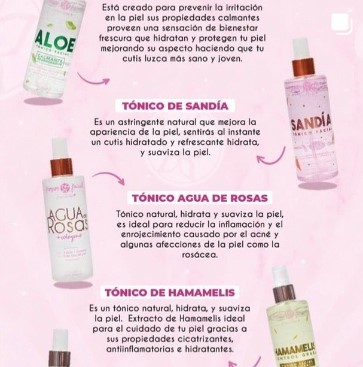 Está creado para prevenir la irritación
en la piel sus propiedades calmantes
proveen una sensación de bienestar
frescura que hidratan y protegen tu piel
mejorando su aspecto haciendo que tu
cutis luzca más sano y joven.
ALOE
TÓNICO DE SANDÍA
Es un astringente natural que mejora la
apariencia de la piel, sentirás al instante
un cutis hidratado y refrescante hidrata,
y suaviza la piel.
SANDÍA
TÓNICO AGUA DE ROSAS
Tónico natural, hidrata y suaviza la piel,
es ideal para reducir la inflamación y el
enrojecimiento causado por el acné y
algunas afecciones de la piel como la
rosácea.
AGUA DE
ROSAS
TÓNICO DE HAMAMELIS
Es un tónico natural, hidrata, y suaviza
la piel. Extracto de Hamamelis ideal
para el cuidado de tu piel gracias a
sus propiedades cicatrizantes,
antiinflamatorias e hidratantes.
HAMAMELIS